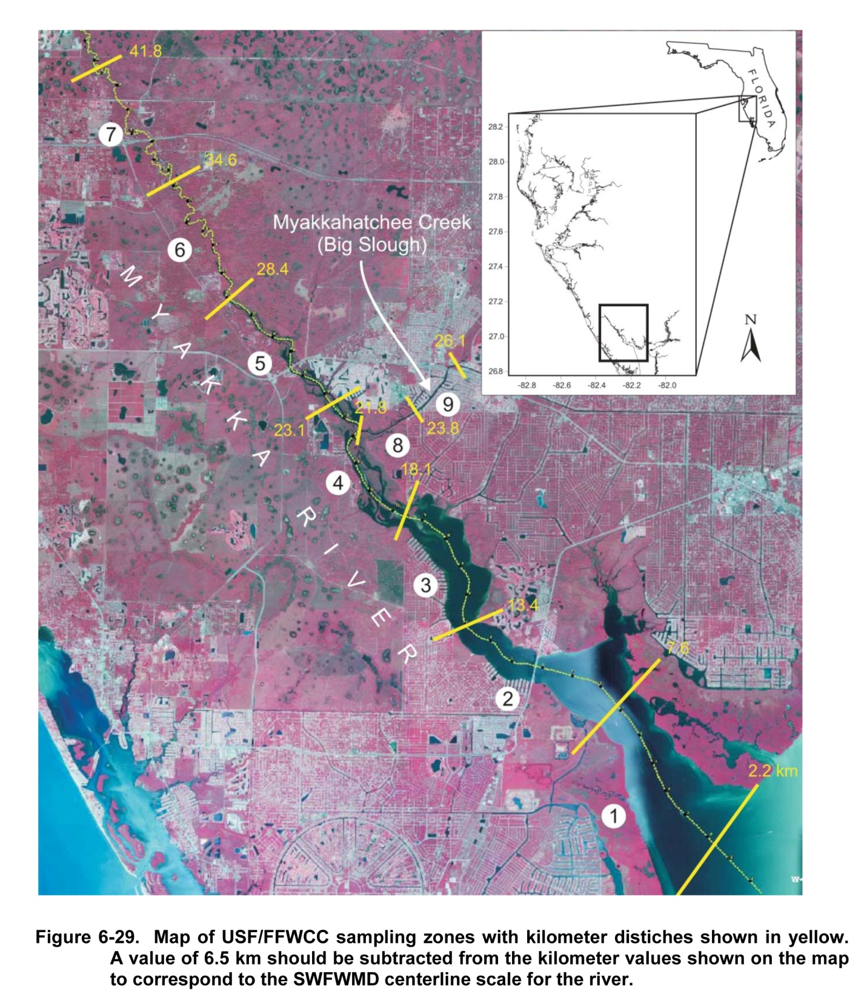 41.8
7
34.6
6
28.4
Myakkahatchee Creek
(Big Slough)
26.1
5
9
21.8
23.1
23.8
8
18.1
4
3
13.4
7.6
2
2.2 km
1
MYAKKA RIVER
FLORIDA
28.2
28.0
27.8
27.6
27.4
27.2
27.0
26.8
-82.8 -82.6 -82.4 -82.2 -82.0
N
W
Figure 6-29. Map of USF/FFWCC sampling zones with kilometer distiches shown in yellow.
A value of 6.5 km should be subtracted from the kilometer values shown on the map
to correspond to the SWFWMD centerline scale for the river.